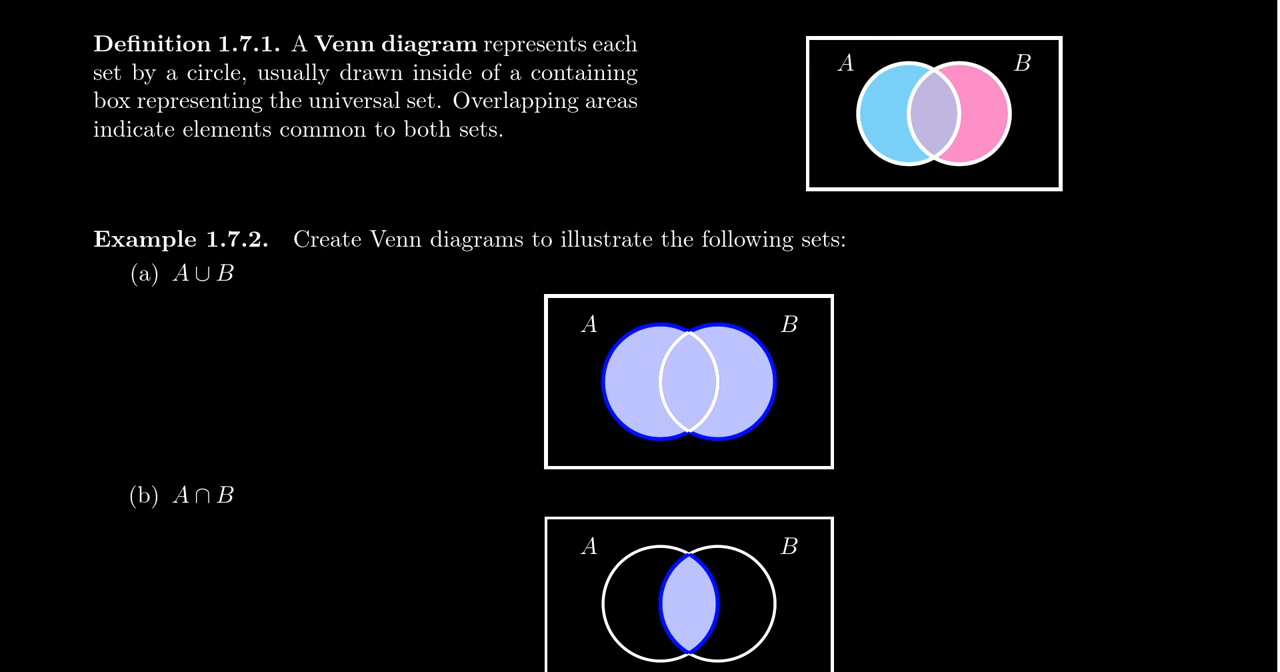 Definition 1.7.1. A Venn diagram represents each
set by a circle, usually drawn inside of a containing
box representing the universal set. Overlapping areas
indicate elements common to both sets.
A B
Example 1.7.2. Create Venn diagrams to illustrate the following sets:
(a) A ∪ B
A B
(b) A ∩ B
A B